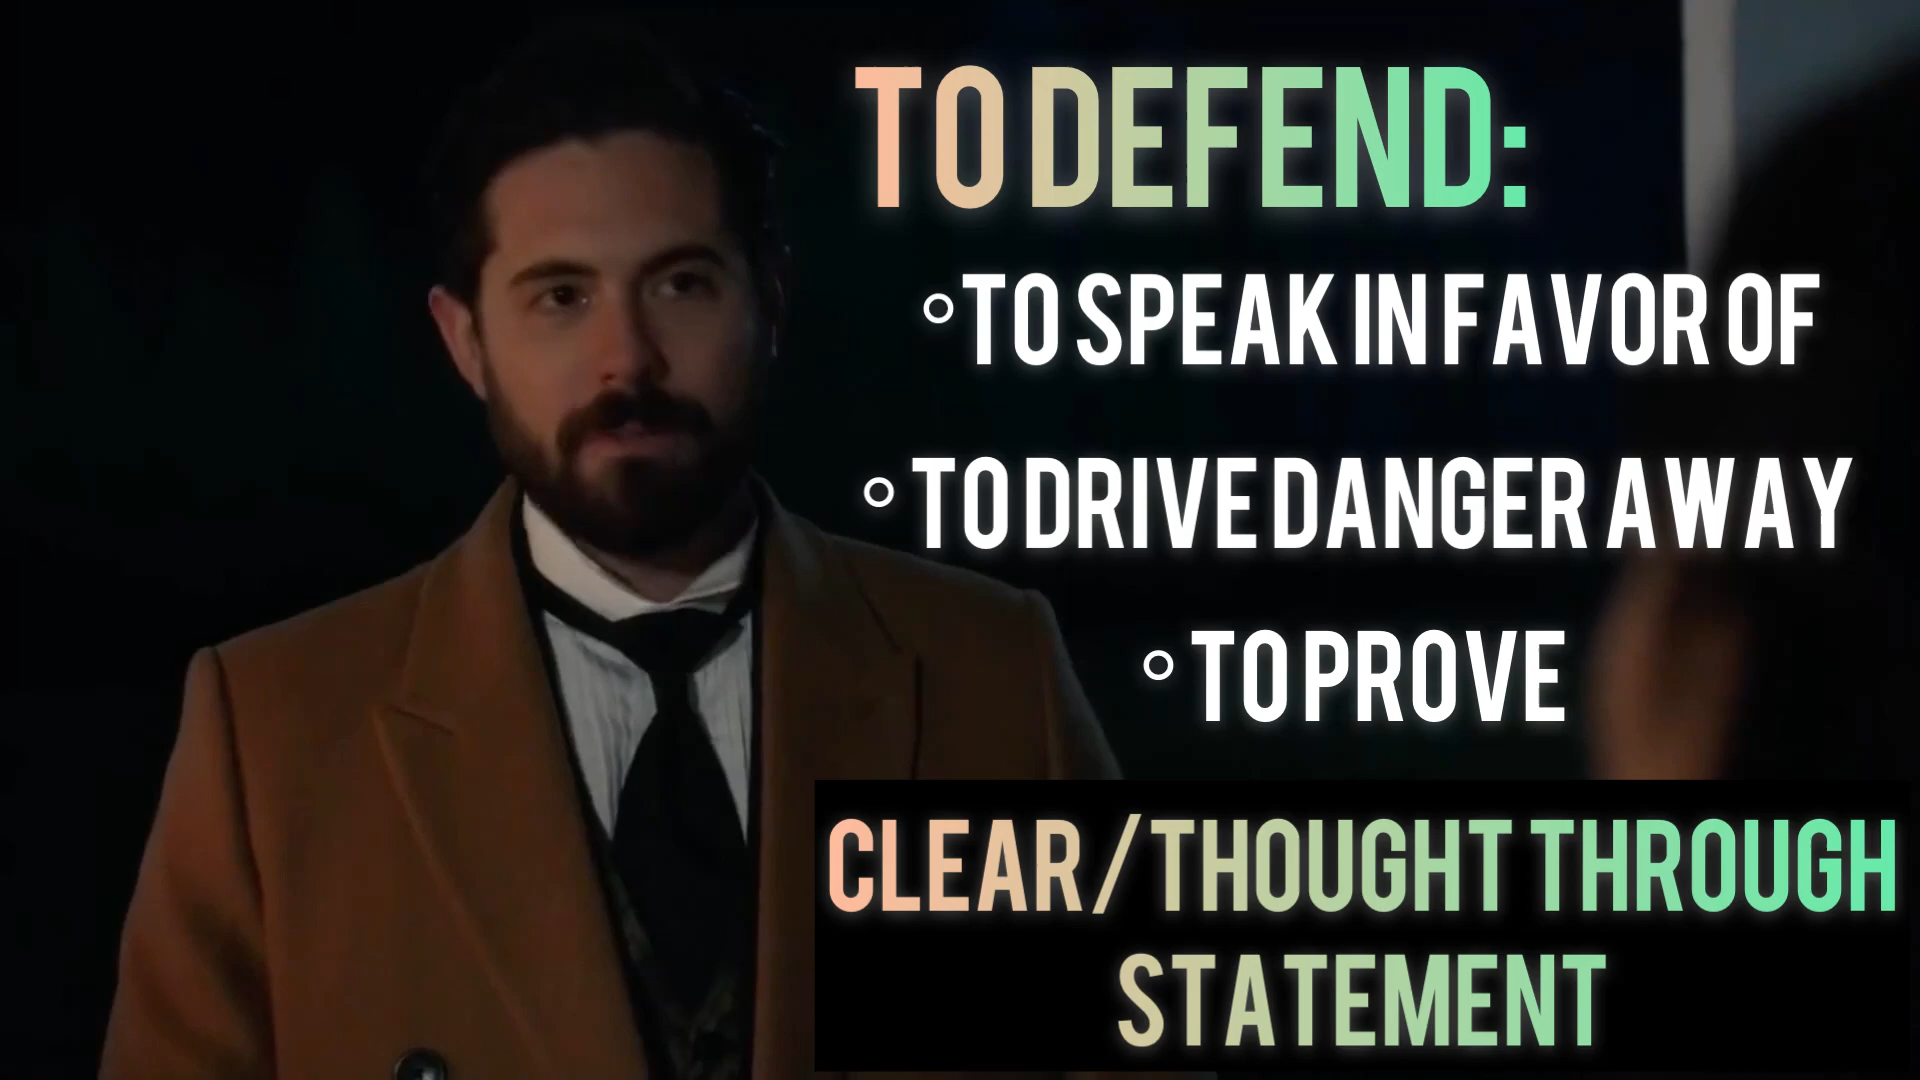 TO DEFEND:
◦ TO SPEAK IN FAVOR OF
◦ TO DRIVE DANGER AWAY
◦ TO PROVE
CLEAR/THOUGHT THROUGH
STATEMENT